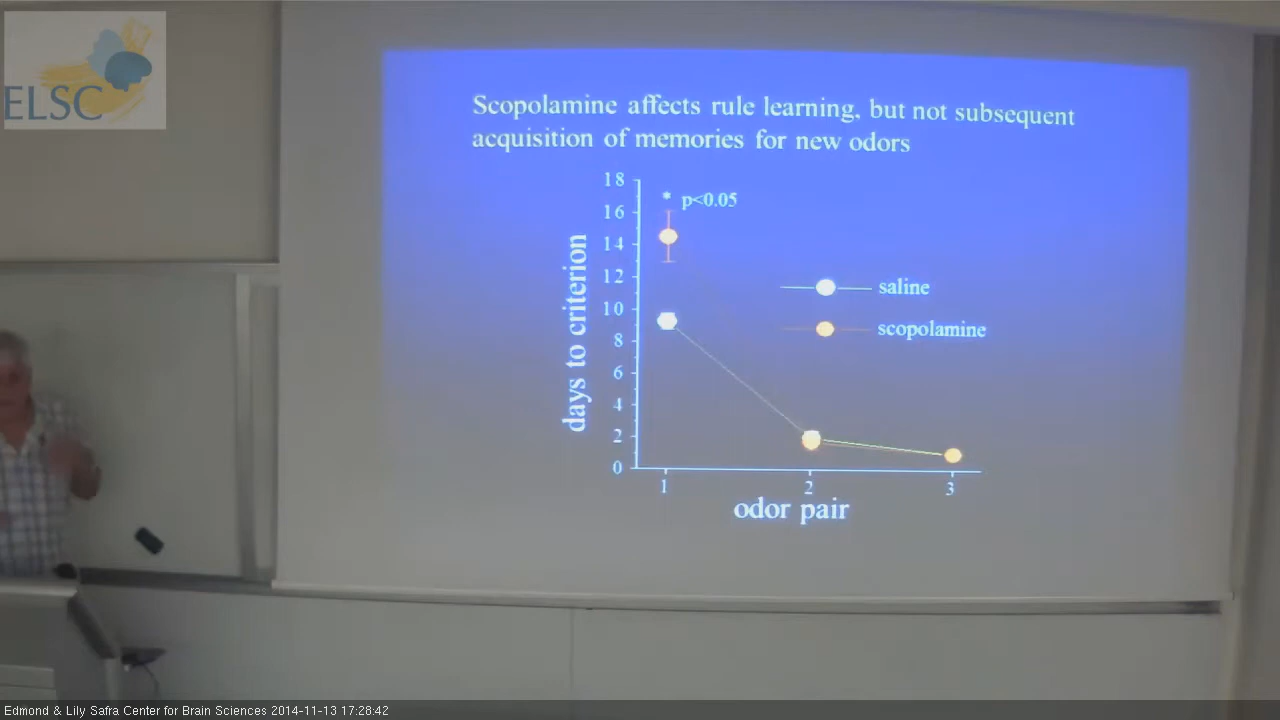 ELSC
Scopolamine affects rule learning, but not subsequent
acquisition of memories for new odors
18
16
14
12
10
8
6
4
2
0
* p<0.05
saline
scopolamine
days to criterion
1
2
3
odor pair
Edmond & Lily Safra Center for Brain Sciences 2014-11-13 17:28:42